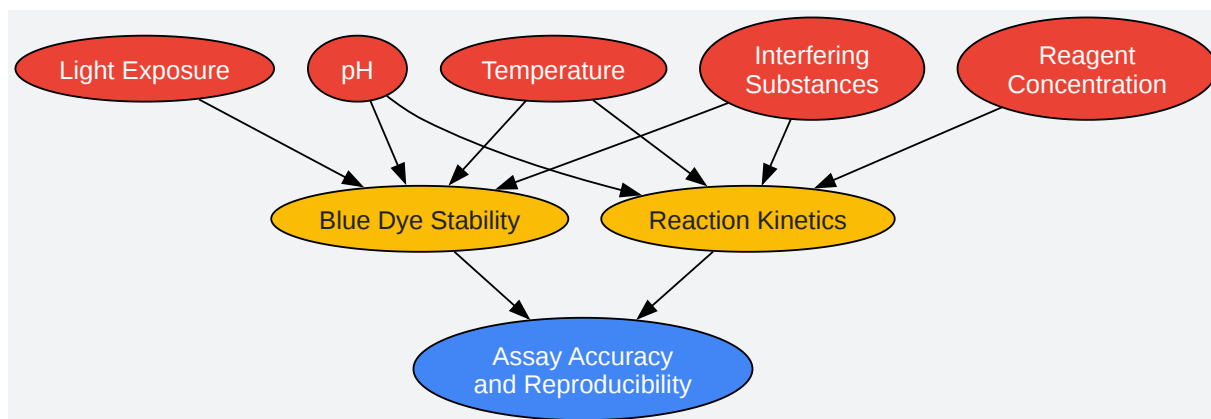 Light Exposure
pH
Temperature
Interfering
Substances
Reagent
Concentration
Blue Dye Stability
Reaction Kinetics
Assay Accuracy
and Reproducibility